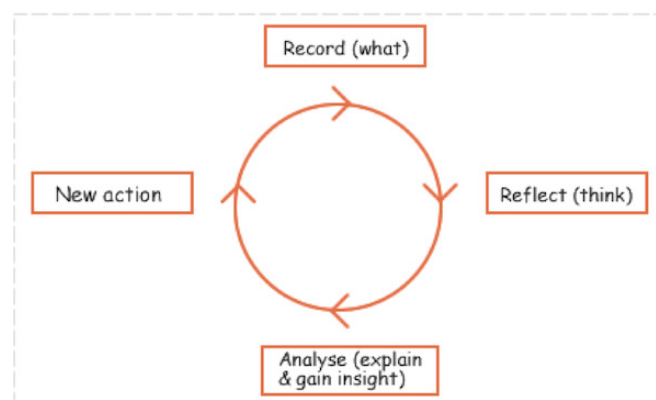 Record (what)
New action
Reflect (think)
Analyse (explain
& gain insight)